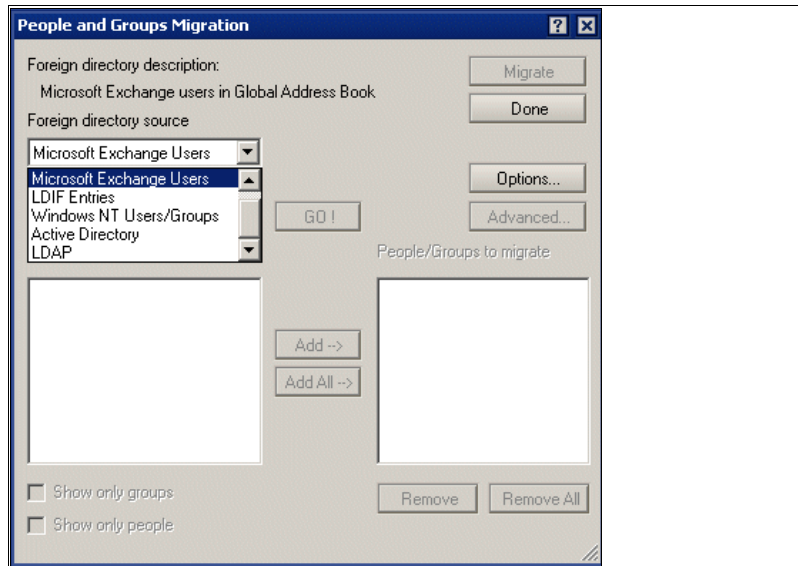 People and Groups Migration
Foreign directory description:
Microsoft Exchange users in Global Address Book
Migrate
Done
Foreign directory source
Microsoft Exchange Users
Microsoft Exchange Users
LDIF Entries
Windows NT Users/Groups
Active Directory
LDAP
Options...
GO !
Advanced...
People/Groups to migrate
Add -->
Add All -->
Show only groups
Show only people
Remove
Remove All